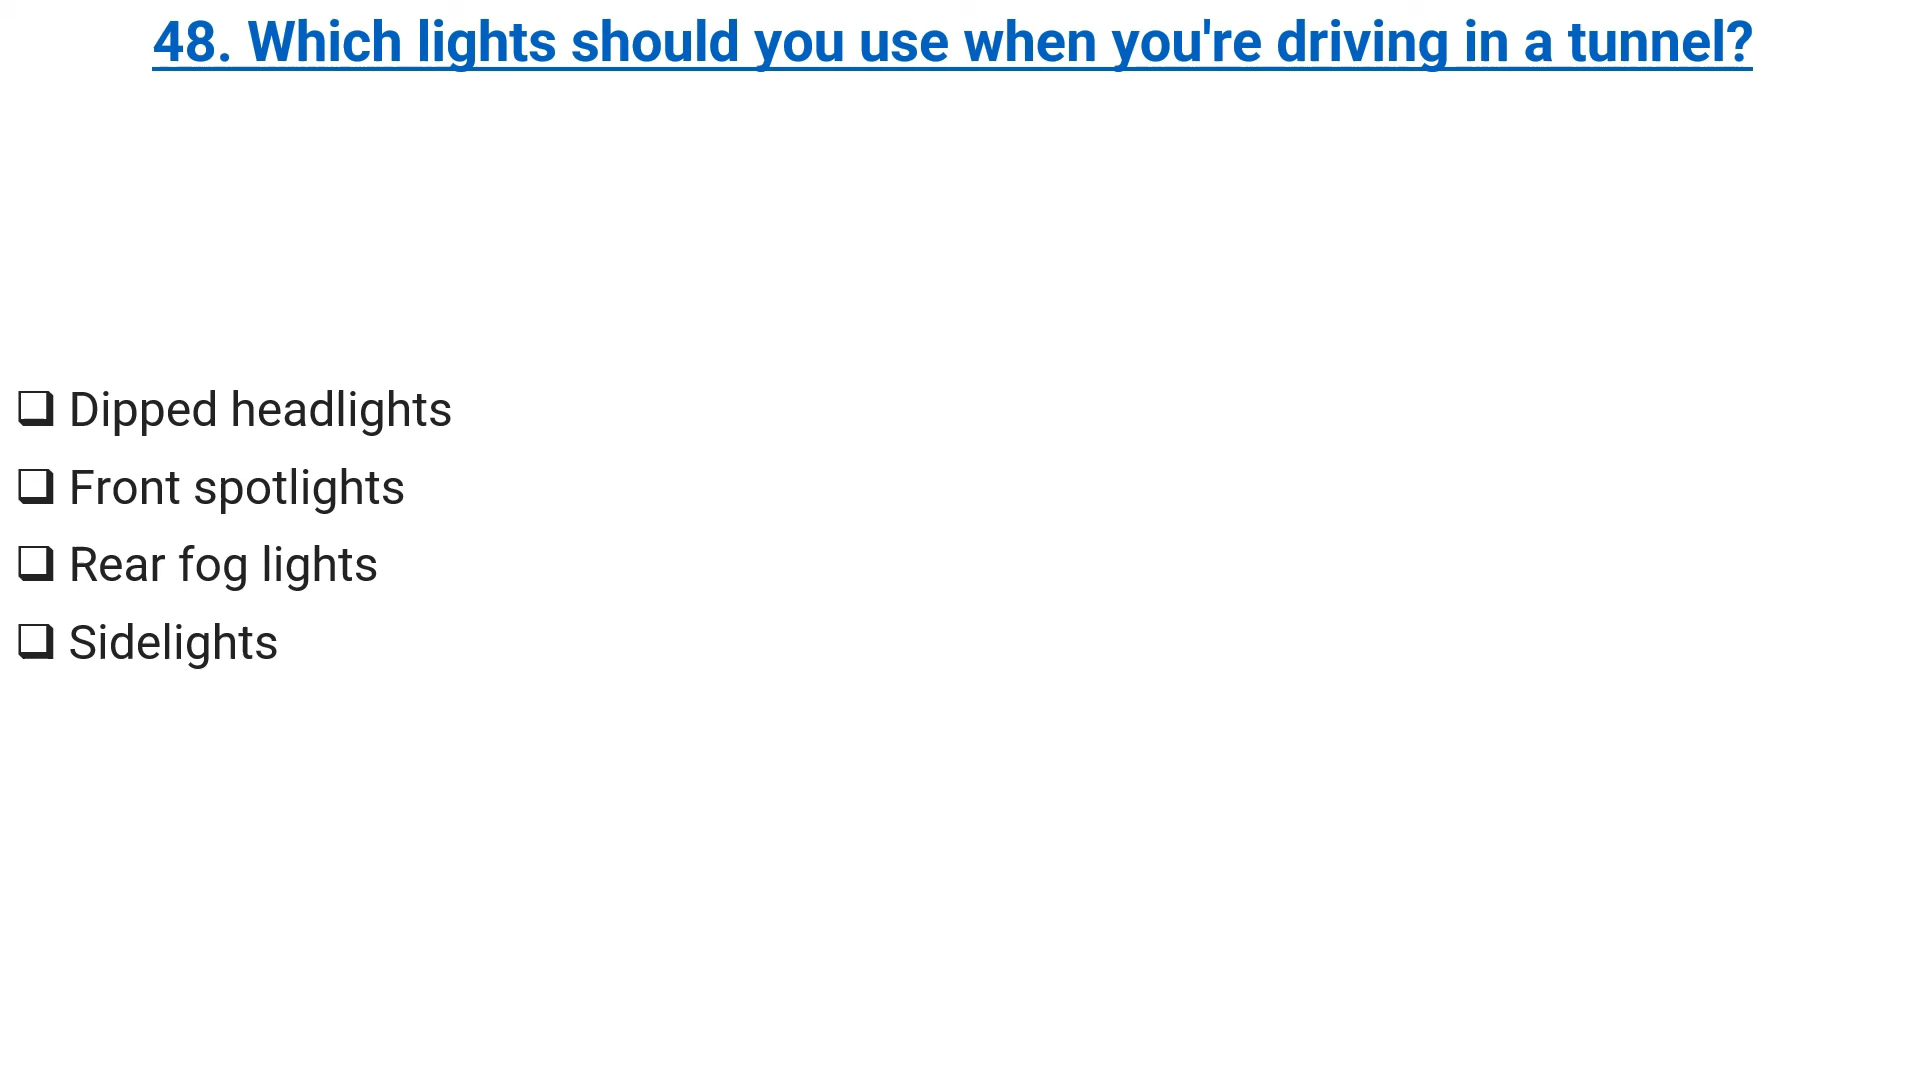 48. Which lights should you use when you're driving in a tunnel?
❑ Dipped headlights
❑ Front spotlights
❑ Rear fog lights
❑ Sidelights